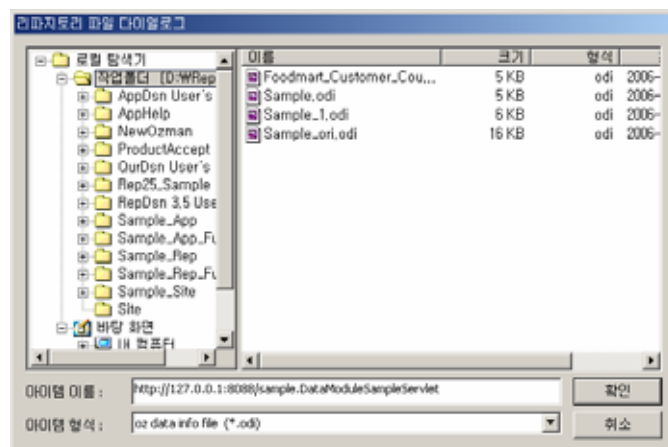 리파지토리 파일 다이얼로그
로컬 탐색기
작업폴더 (D:\Rep
AppDsn User's
AppHelp
NewOzman
ProductAccept
QurDsn User's
Rep25_Sample
RepDsn 3,5 Use
Sample_App
Sample_App_Fu
Sample_Rep
Sample_Rep_Fu
Sample_Site
Site
바탕 화면
내 컴퓨터
이름 크기 형식
Foodmart_Customer_Cou,,, 5 KB odi 2006-
Sample,odi 5 KB odi 2006-
Sample_1,odi 6 KB odi 2006-
Sample_ori,odi 16 KB odi 2006-
아이템 이름 : http://127.0.0.1:8088/sample.DataModuleSampleServlet 확인
아이템 형식 : oz data info file (*.odi) 취소